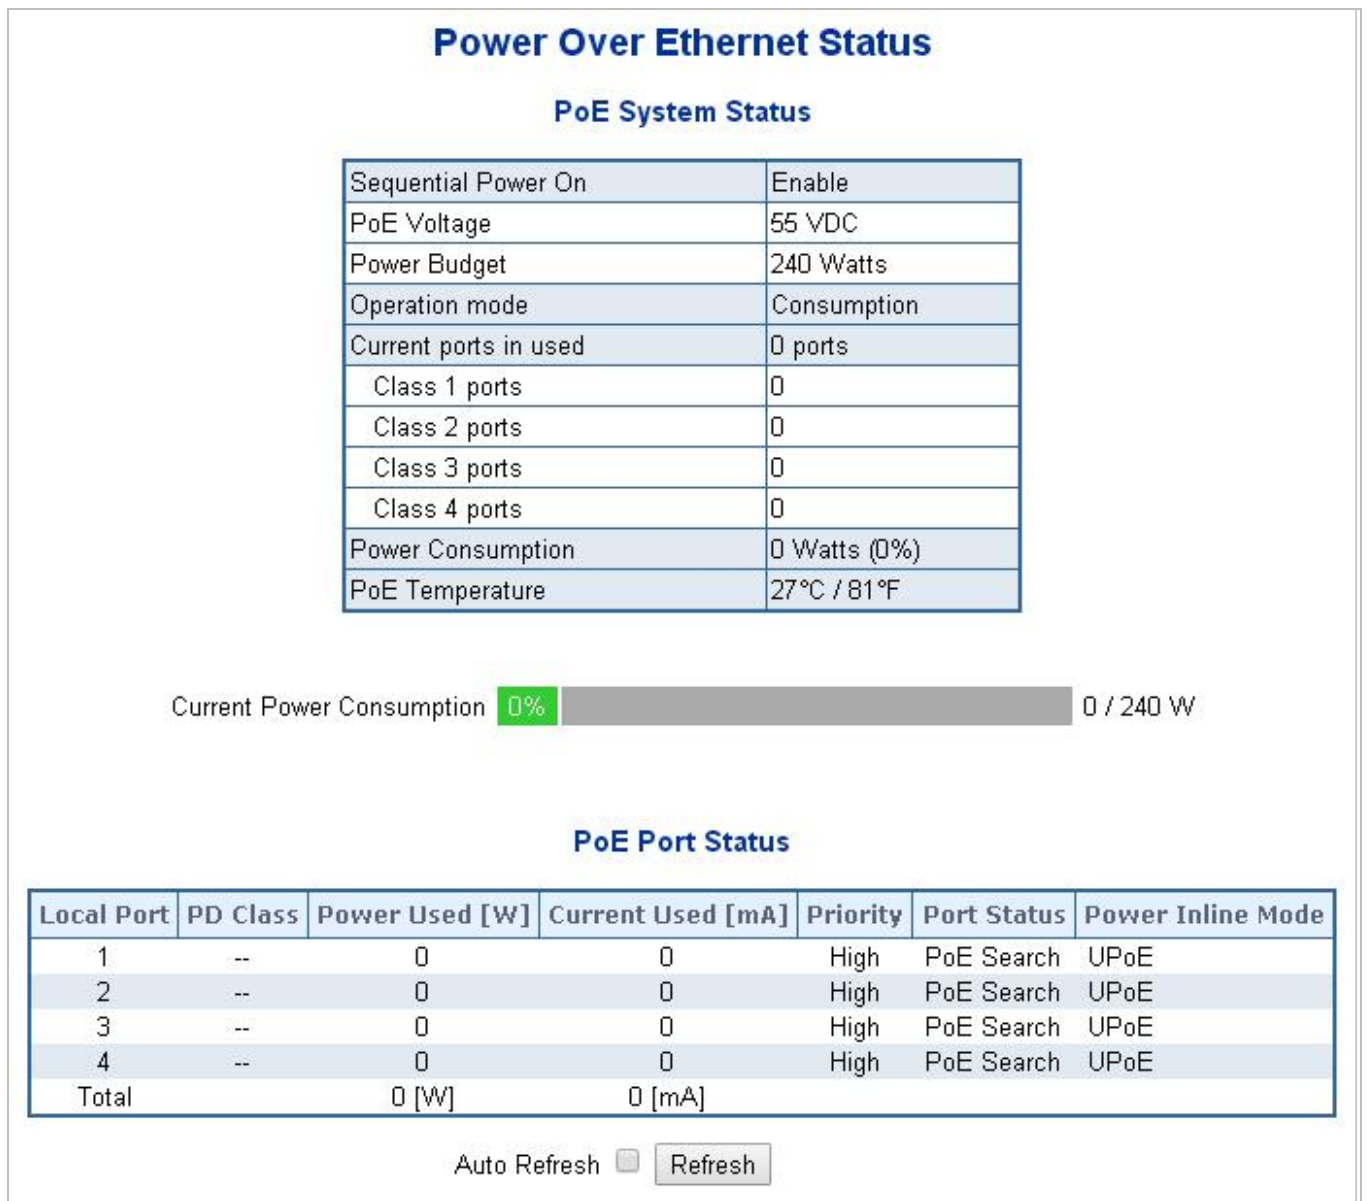 Power Over Ethernet Status
PoE System Status
Sequential Power On Enable
PoE Voltage 55 VDC
Power Budget 240 Watts
Operation mode Consumption
Current ports in used 0 ports
Class 1 ports 0
Class 2 ports 0
Class 3 ports 0
Class 4 ports 0
Power Consumption 0 Watts (0%)
PoE Temperature 27°C / 81°F
Current Power Consumption 0% 0 / 240 W
PoE Port Status
Local Port PD Class Power Used [W] Current Used [mA] Priority Port Status Power Inline Mode
1 -- 0 0 High PoE Search UPoE
2 -- 0 0 High PoE Search UPoE
3 -- 0 0 High PoE Search UPoE
4 -- 0 0 High PoE Search UPoE
Total 0 [W] 0 [mA]
Auto Refresh Refresh